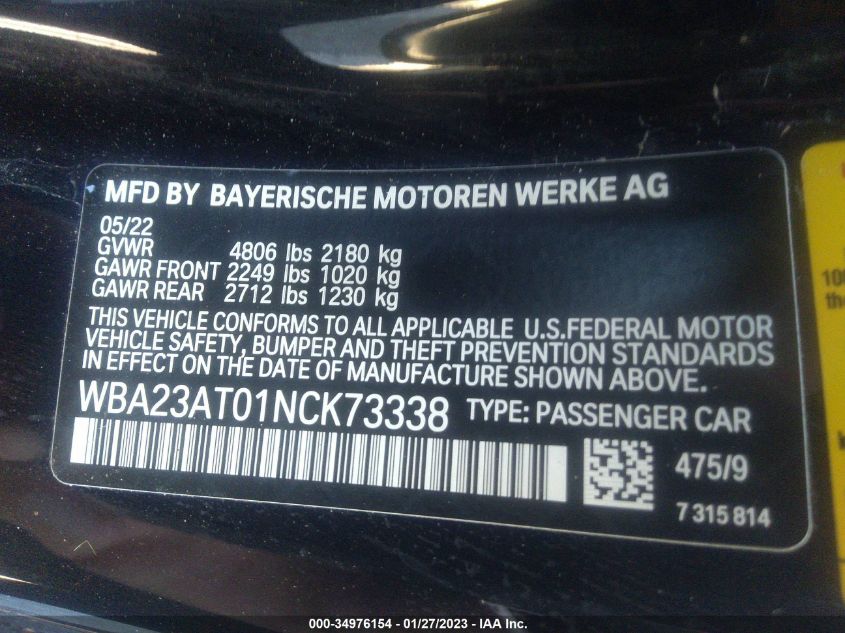 MFD BY BAYERISCHE MOTOREN WERKE AG
05/22
GVWR 4806 lbs 2180 kg
GAWR FRONT 2249 lbs 1020 kg
GAWR REAR 2712 lbs 1230 kg
THIS VEHICLE CONFORMS TO ALL APPLICABLE U.S.FEDERAL MOTOR
VEHICLE SAFETY, BUMPER AND THEFT PREVENTION STANDARDS
IN EFFECT ON THE DATE OF MANUFACTURE SHOWN ABOVE.
WBA23AT01NCK73338 TYPE: PASSENGER CAR
475/9
7 315 814
000-34976154 - 01/27/2023 - IAA Inc.